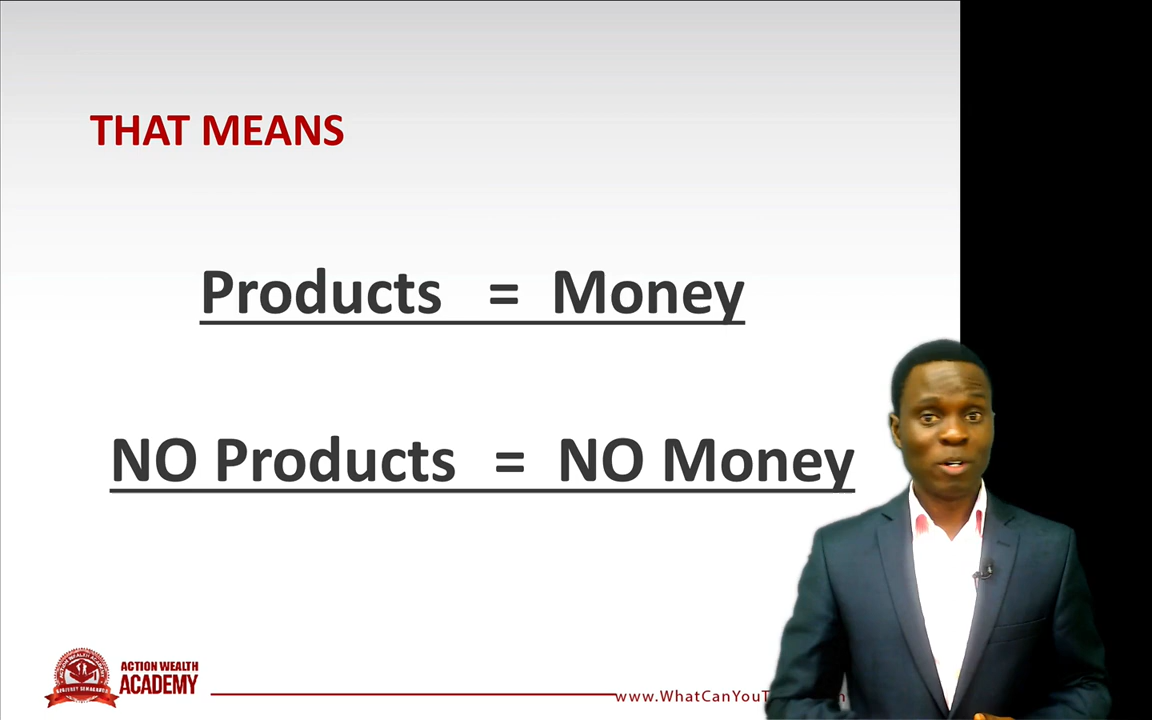 THAT MEANS
Products = Money
NO Products = NO Money
ACTION WEALTH
ACADEMY